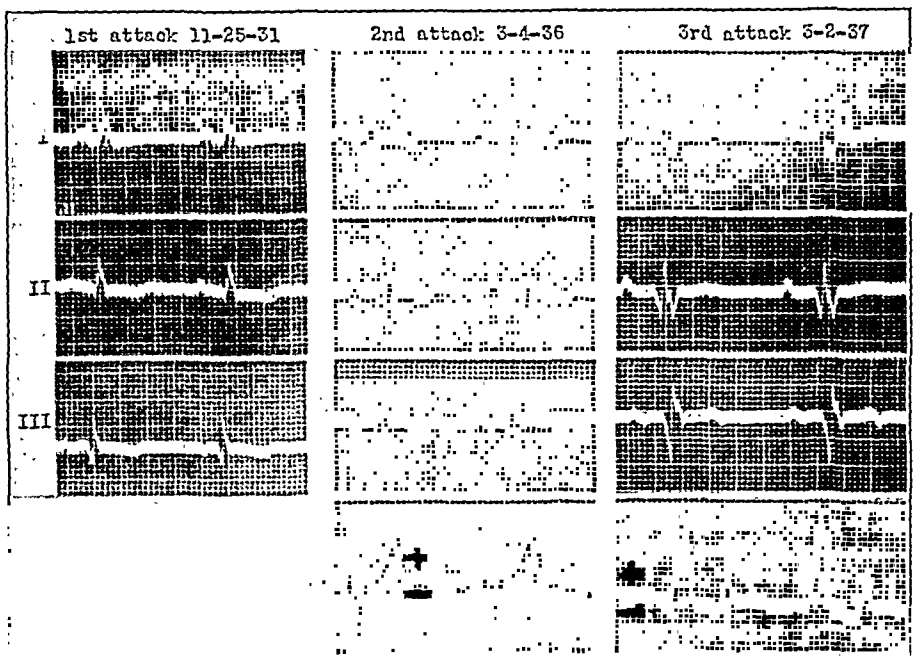 1st attack 11-25-31 2nd attack 3-4-36 3rd attack 3-2-37
I
II
III
+
-
+
-